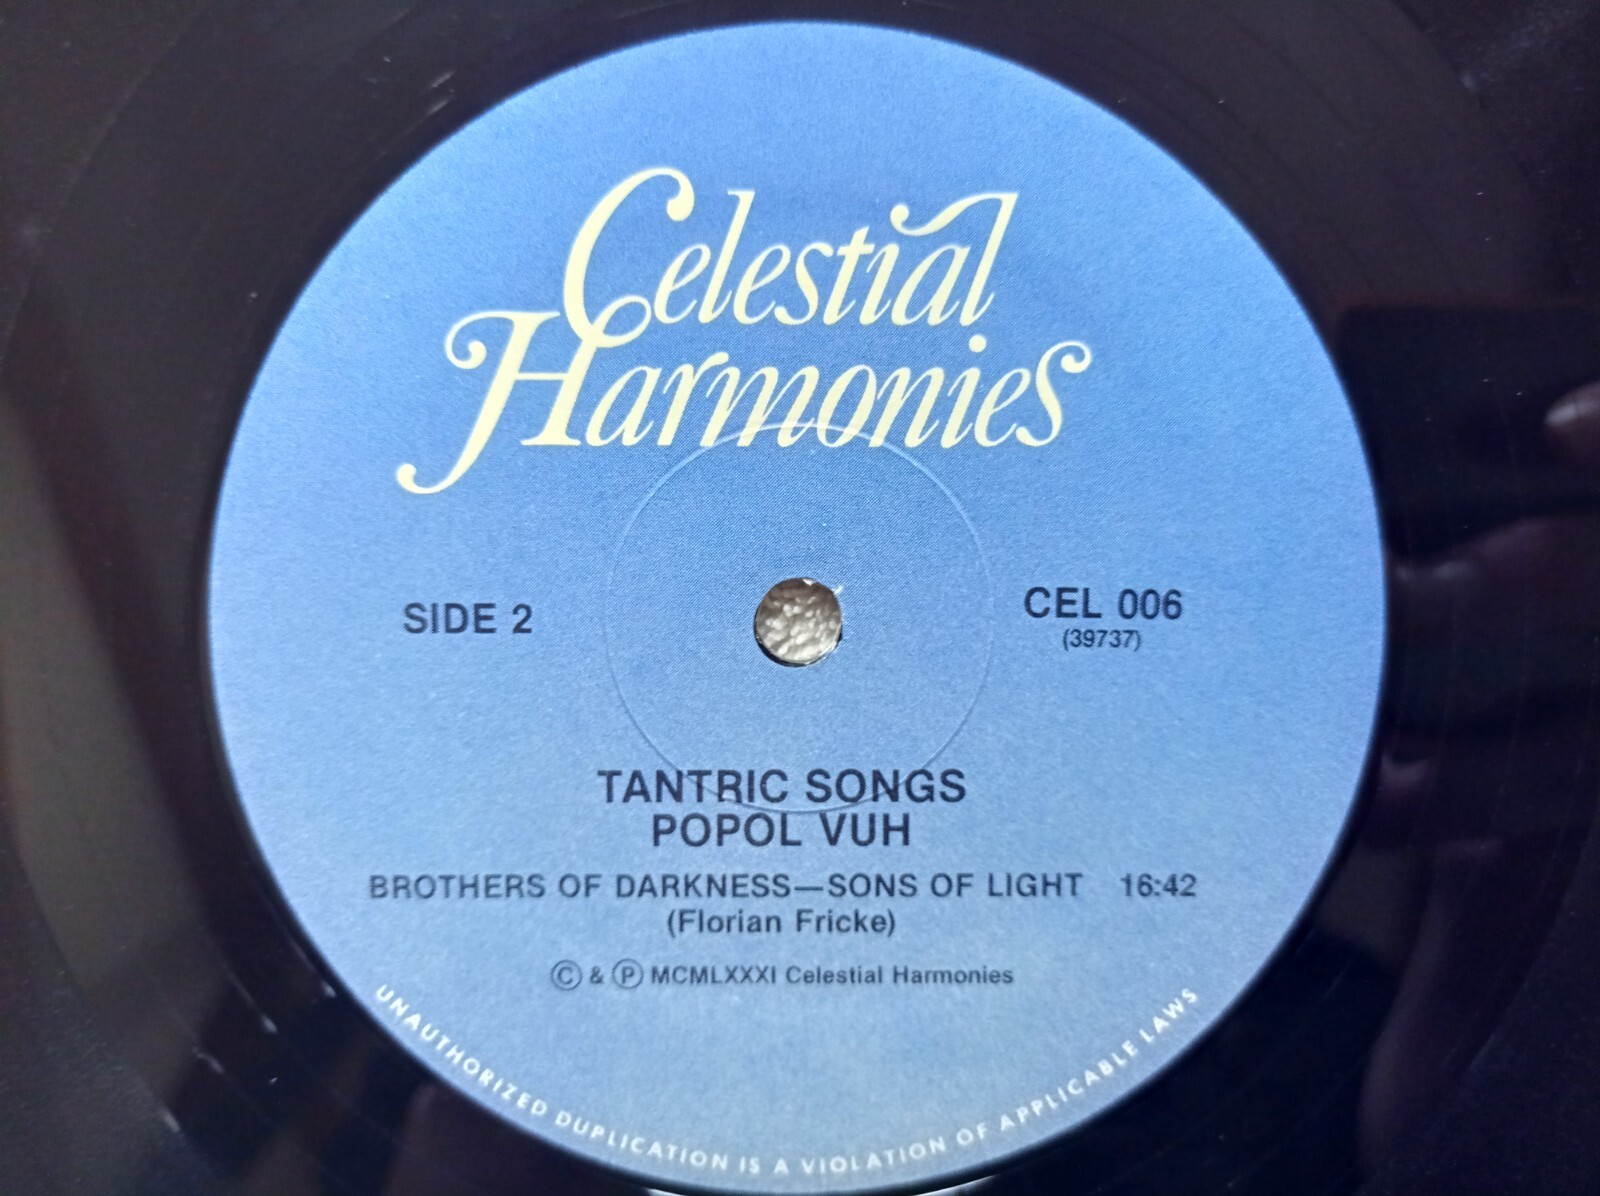 Celestial
Harmonies
SIDE 2
CEL 006
(39737)
TANTRIC SONGS
POPOL VUH
BROTHERS OF DARKNESS—SONS OF LIGHT 16:42
(Florian Fricke)
© & ℗ MCMLXXXI Celestial Harmonies
UNAUTHORIZED DUPLICATION IS A VIOLATION OF APPLICABLE LAWS